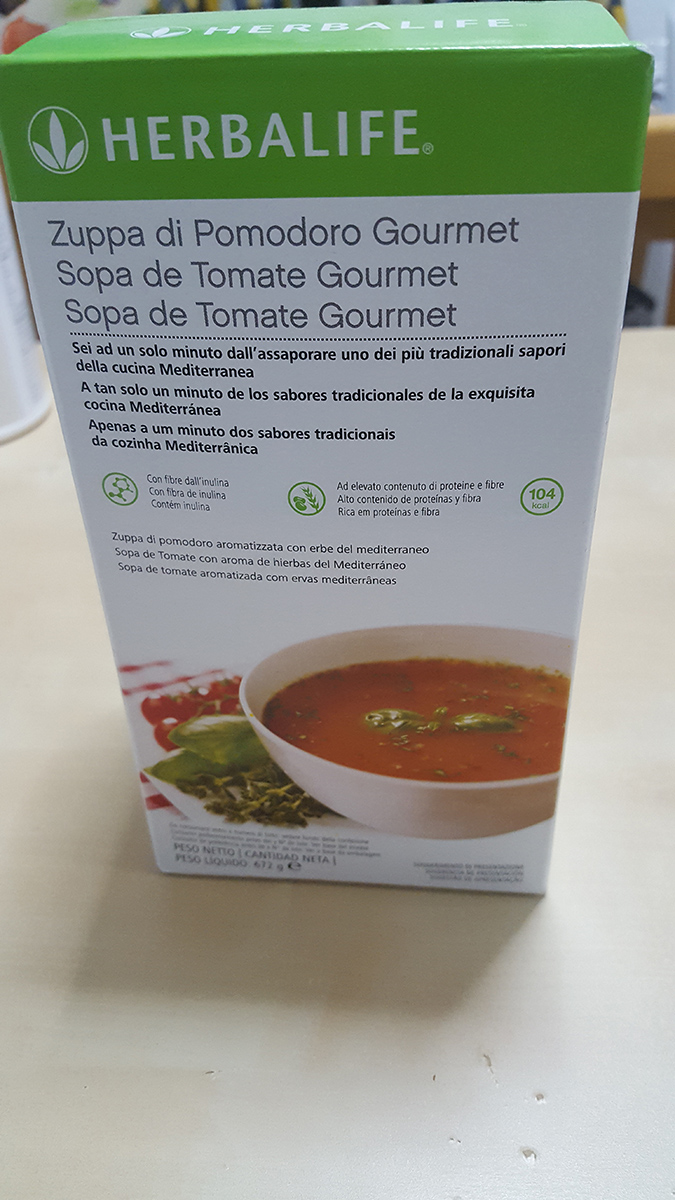 HERBALIFE
HERBALIFE®
Zuppa di Pomodoro Gourmet
Sopa de Tomate Gourmet
Sopa de Tomate Gourmet
Sei ad un solo minuto dall'assaporare uno dei più tradizionali sapori
della cucina Mediterranea
A tan solo un minuto de los sabores tradicionales de la exquisita
cocina Mediterránea
Apenas a um minuto dos sabores tradicionais
da cozinha Mediterrânica
Con fibre dall'inulina
Con fibra de inulina
Contém inulina
Ad elevato contenuto di proteine e fibre
Alto contenido de proteínas y fibra
Rica em proteínas e fibra
104
kcal
Zuppa di pomodoro aromatizzata con erbe del mediterraneo
Sopa de Tomate con aroma de hierbas del Mediterráneo
Sopa de tomate aromatizada com ervas mediterrâneas
PESO NETTO | CANTIDAD NETA |
PESO LÍQUIDO: 672 g e